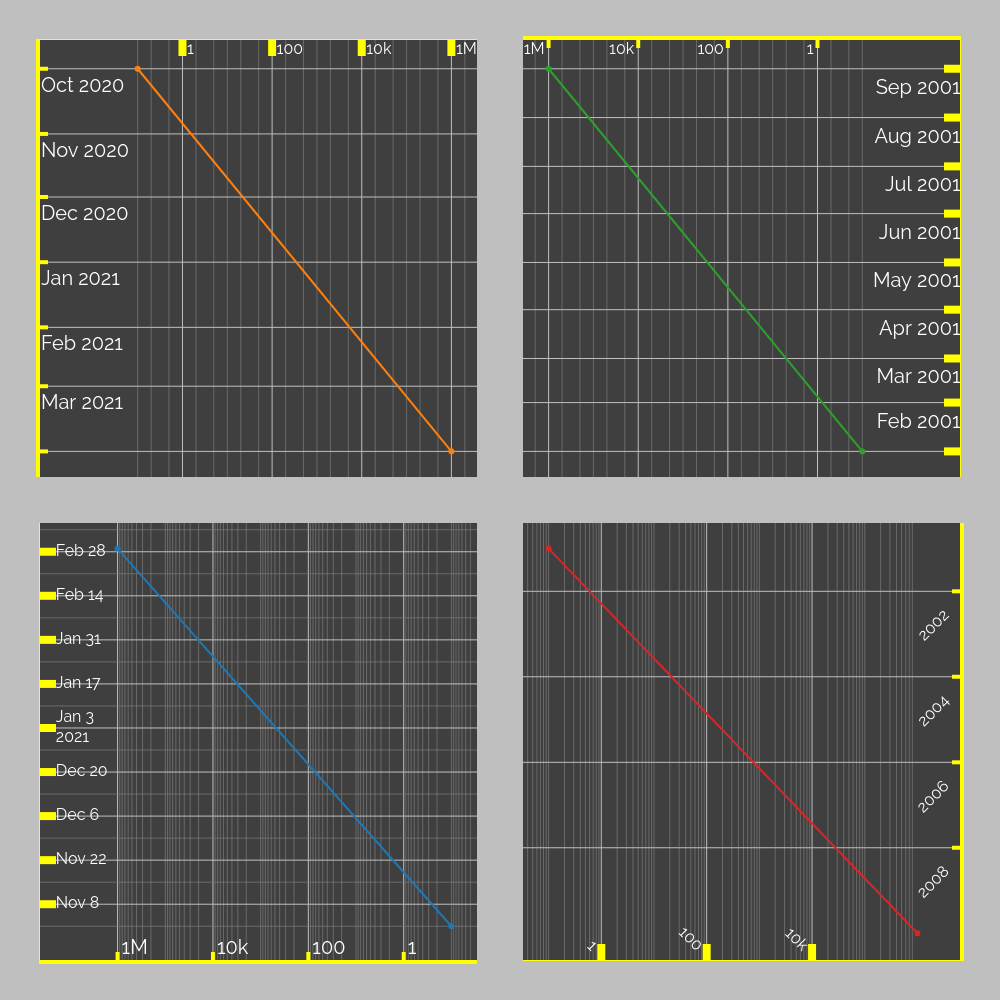 1 100 10k 1M
Oct 2020
Nov 2020
Dec 2020
Jan 2021
Feb 2021
Mar 2021
1M 10k 100 1
Sep 2001
Aug 2001
Jul 2001
Jun 2001
May 2001
Apr 2001
Mar 2001
Feb 2001
Feb 28
Feb 14
Jan 31
Jan 17
Jan 3
2021
Dec 20
Dec 6
Nov 22
Nov 8
1M 10k 100 1
2002
2004
2006
2008
1 100 10k